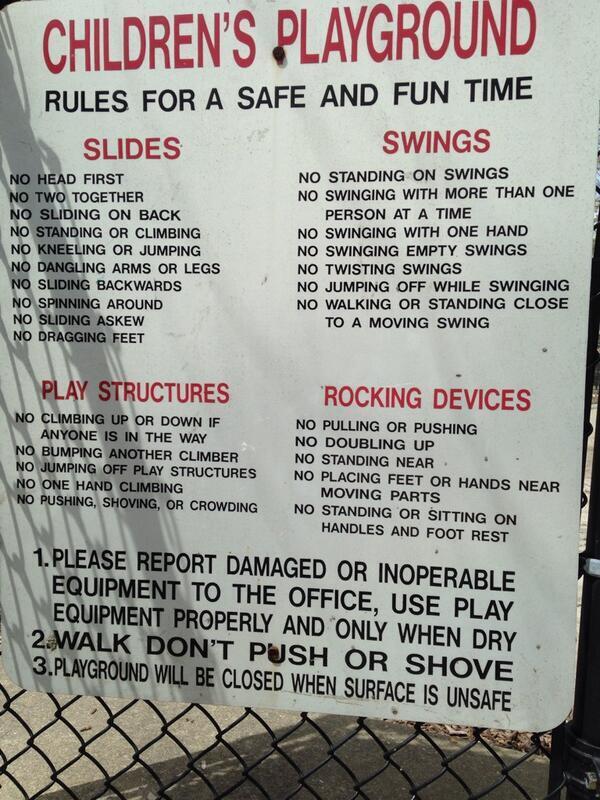 CHILDREN'S PLAYGROUND
RULES FOR A SAFE AND FUN TIME
SLIDES
NO HEAD FIRST
NO TWO TOGETHER
NO SLIDING ON BACK
NO STANDING OR CLIMBING
NO KNEELING OR JUMPING
NO DANGLING ARMS OR LEGS
NO SLIDING BACKWARDS
NO SPINNING AROUND
NO SLIDING ASKEW
NO DRAGGING FEET
SWINGS
NO STANDING ON SWINGS
NO SWINGING WITH MORE THAN ONE
PERSON AT A TIME
NO SWINGING WITH ONE HAND
NO SWINGING EMPTY SWINGS
NO TWISTING SWINGS
NO JUMPING OFF WHILE SWINGING
NO WALKING OR STANDING CLOSE
TO A MOVING SWING
PLAY STRUCTURES
NO CLIMBING UP OR DOWN IF
ANYONE IS IN THE WAY
NO BUMPING ANOTHER CLIMBER
NO JUMPING OFF PLAY STRUCTURES
NO ONE HAND CLIMBING
NO PUSHING, SHOVING, OR CROWDING
ROCKING DEVICES
NO PULLING OR PUSHING
NO DOUBLING UP
NO STANDING NEAR
NO PLACING FEET OR HANDS NEAR
MOVING PARTS
NO STANDING OR SITTING ON
HANDLES AND FOOT REST
1. PLEASE REPORT DAMAGED OR INOPERABLE
EQUIPMENT TO THE OFFICE, USE PLAY
EQUIPMENT PROPERLY AND ONLY WHEN DRY
2. WALK DON'T PUSH OR SHOVE
3. PLAYGROUND WILL BE CLOSED WHEN SURFACE IS UNSAFE